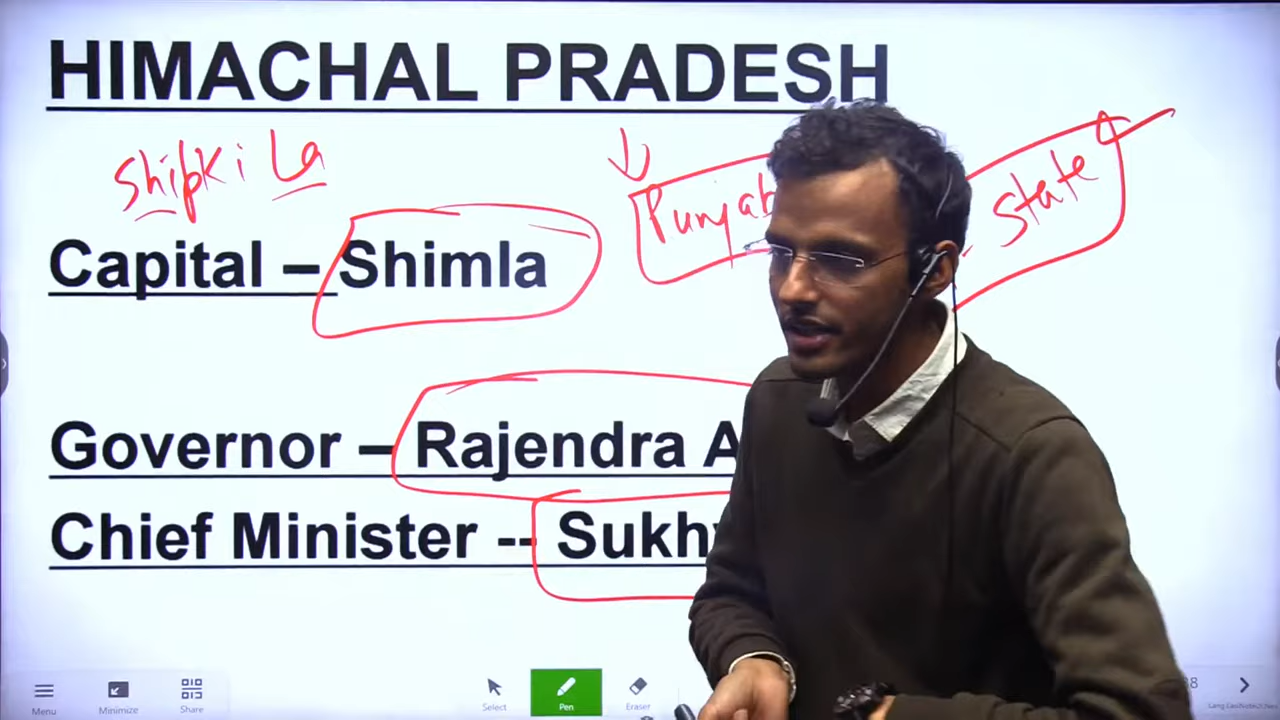 HIMACHAL PRADESH
Shipki La
Punjab
State
Capital – Shimla
Governor – Rajendra A
Chief Minister -- Sukh
Menu
Minimize
Share
Select
Pen
Eraser